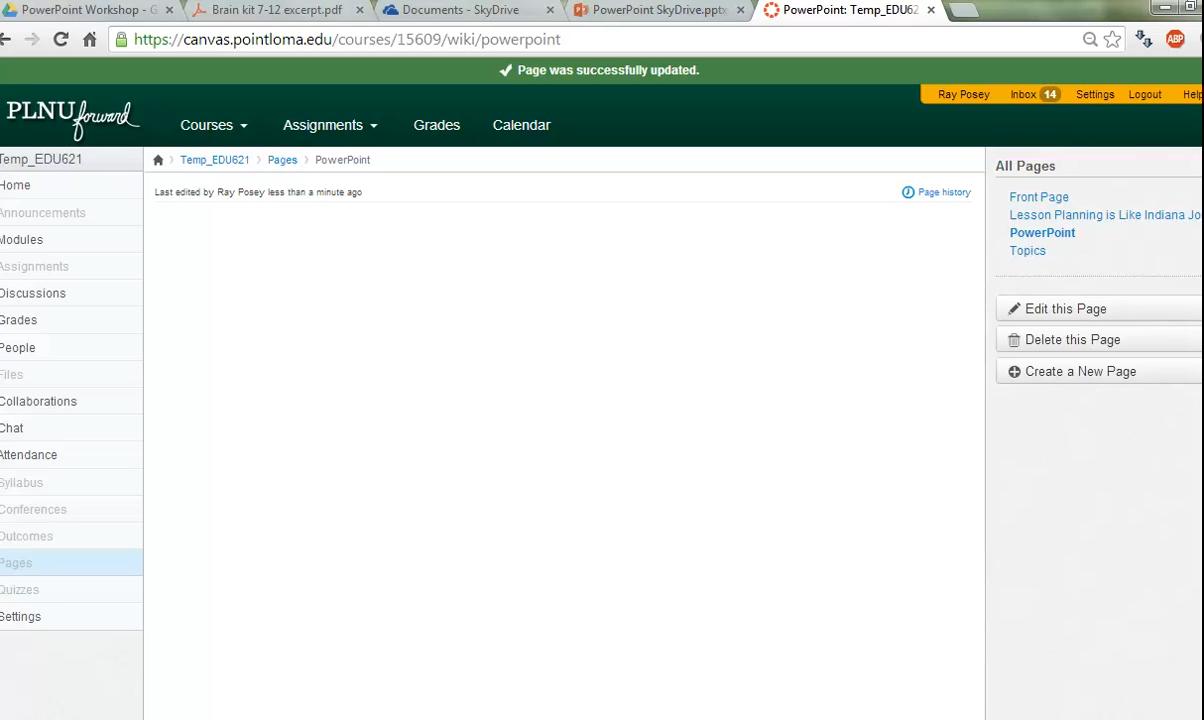 PowerPoint Workshop - G
Brain kit 7-12 excerpt.pdf
Documents - SkyDrive
PowerPoint SkyDrive.pptx
PowerPoint: Temp_EDU62
https://canvas.pointloma.edu/courses/15609/wiki/powerpoint
ABP
Page was successfully updated.
Ray Posey Inbox 14 Settings Logout Help
PLNU forward
Courses Assignments Grades Calendar
Temp_EDU621
Temp_EDU621 Pages PowerPoint
Last edited by Ray Posey less than a minute ago
Page history
Home
Announcements
Modules
Assignments
Discussions
Grades
People
Files
Collaborations
Chat
Attendance
Syllabus
Conferences
Outcomes
Pages
Quizzes
Settings
All Pages
Front Page
Lesson Planning is Like Indiana Jo
PowerPoint
Topics
Edit this Page
Delete this Page
Create a New Page